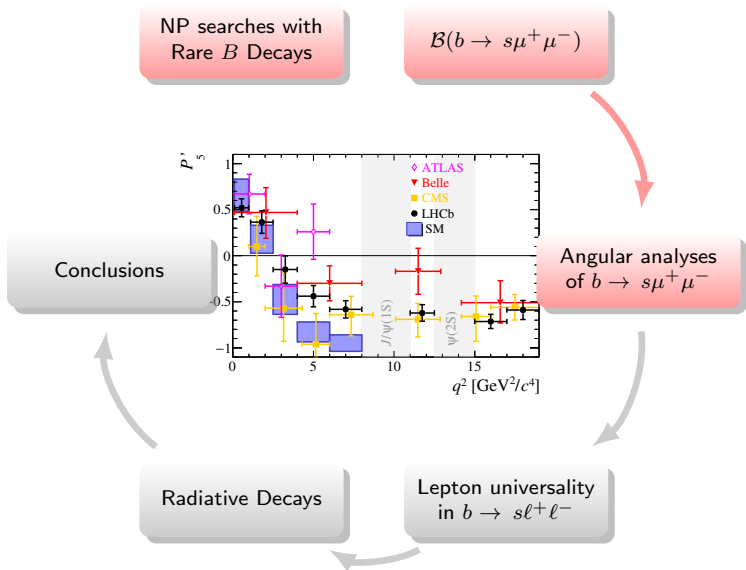 NP searches with
Rare B Decays
B(b → sμ⁺μ⁻)
P'₅
1
0.5
0
−0.5
−1
ATLAS
Belle
CMS
LHCb
SM
J/ψ(1S)
ψ(2S)
0 5 10 15
q² [GeV²/c⁴]
Conclusions
Angular analyses
of b → sμ⁺μ⁻
Radiative Decays
Lepton universality
in b → sℓ⁺ℓ⁻